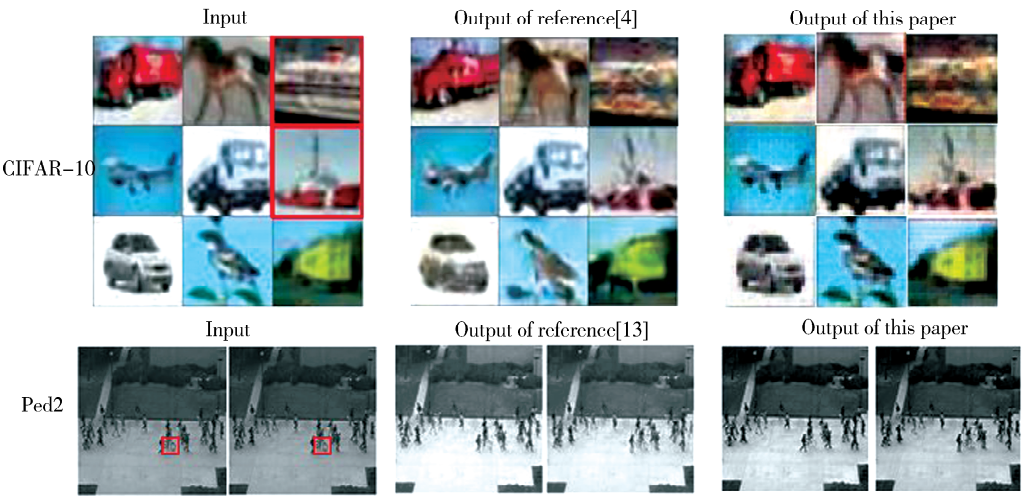 Input
Output of reference[4]
Output of this paper
CIFAR-10
Input
Output of reference[13]
Output of this paper
Ped2